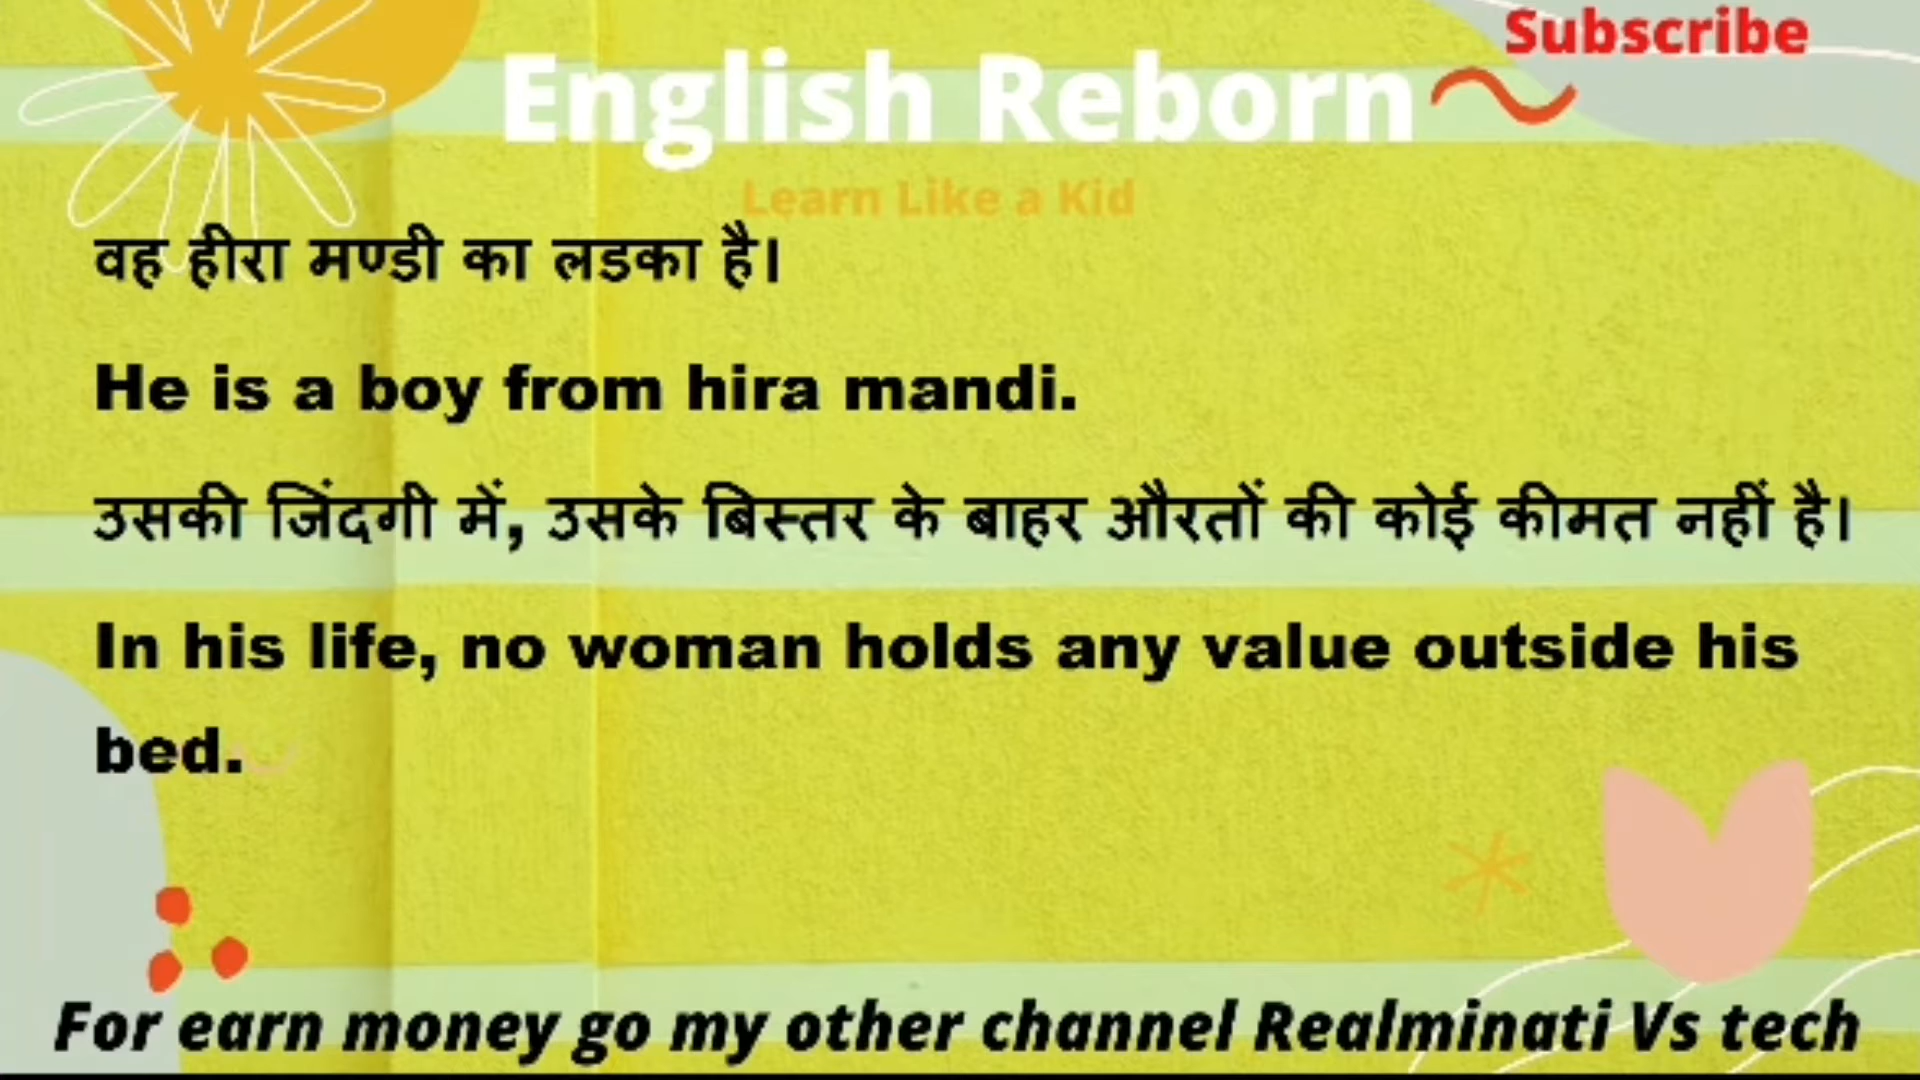 Subscribe
English Reborn
Learn Like a Kid
वह हीरा मण्डी का लडका है।
He is a boy from hira mandi.
उसकी जिंदगी में, उसके बिस्तर के बाहर औरतों की कोई कीमत नहीं है।
In his life, no woman holds any value outside his
bed.
For earn money go my other channel Realminati Vs tech